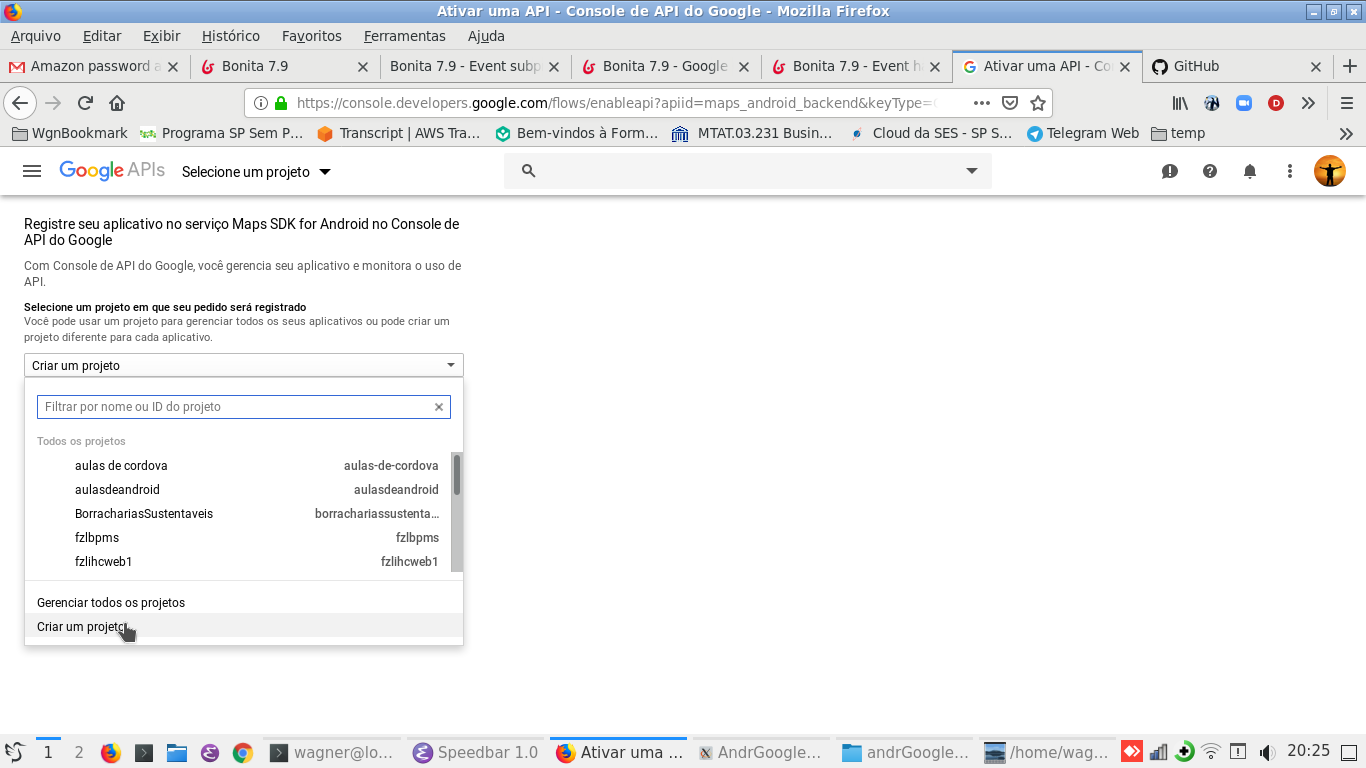 Ativar uma API - Console de API do Google - Mozilla Firefox
Arquivo Editar Exibir Histórico Favoritos Ferramentas Ajuda
Amazon password a Bonita 7.9 Bonita 7.9 - Event subp Bonita 7.9 - Google Bonita 7.9 - Event h Ativar uma API - Co GitHub
https://console.developers.google.com/flows/enableapi?apiid=maps_android_backend&keyType=
WgnBookmark Programa SP Sem P... Transcript | AWS Tra... Bem-vindos à Form... MTAT.03.231 Busin... Cloud da SES - SP S... Telegram Web temp
Google APIs Selecione um projeto
Registre seu aplicativo no serviço Maps SDK for Android no Console de
API do Google
Com Console de API do Google, você gerencia seu aplicativo e monitora o uso de
API.
Selecione um projeto em que seu pedido será registrado
Você pode usar um projeto para gerenciar todos os seus aplicativos ou pode criar um
projeto diferente para cada aplicativo.
Criar um projeto
Filtrar por nome ou ID do projeto
Todos os projetos
aulas de cordova aulas-de-cordova
aulasdeandroid aulasdeandroid
BorrachariasSustentaveis borrachariassustenta...
fzlbpms fzlbpms
fzlihcweb1 fzlihcweb1
Gerenciar todos os projetos
Criar um projeto
1 2 wagner@lo... Speedbar 1.0 Ativar uma ... AndrGoogle... andrGoogle... /home/wag... 20:25